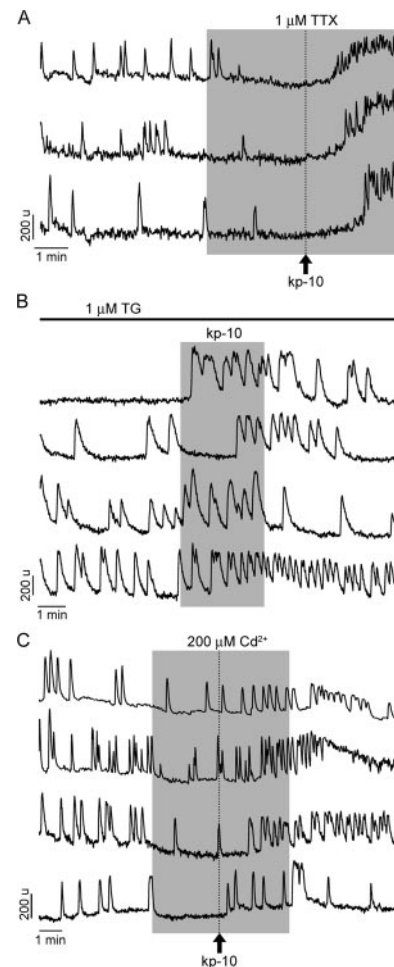 A
1 µM TTX
200 u
1 min
kp-10
B
1 µM TG
kp-10
200 u
1 min
C
200 µM Cd²⁺
200 u
1 min
kp-10